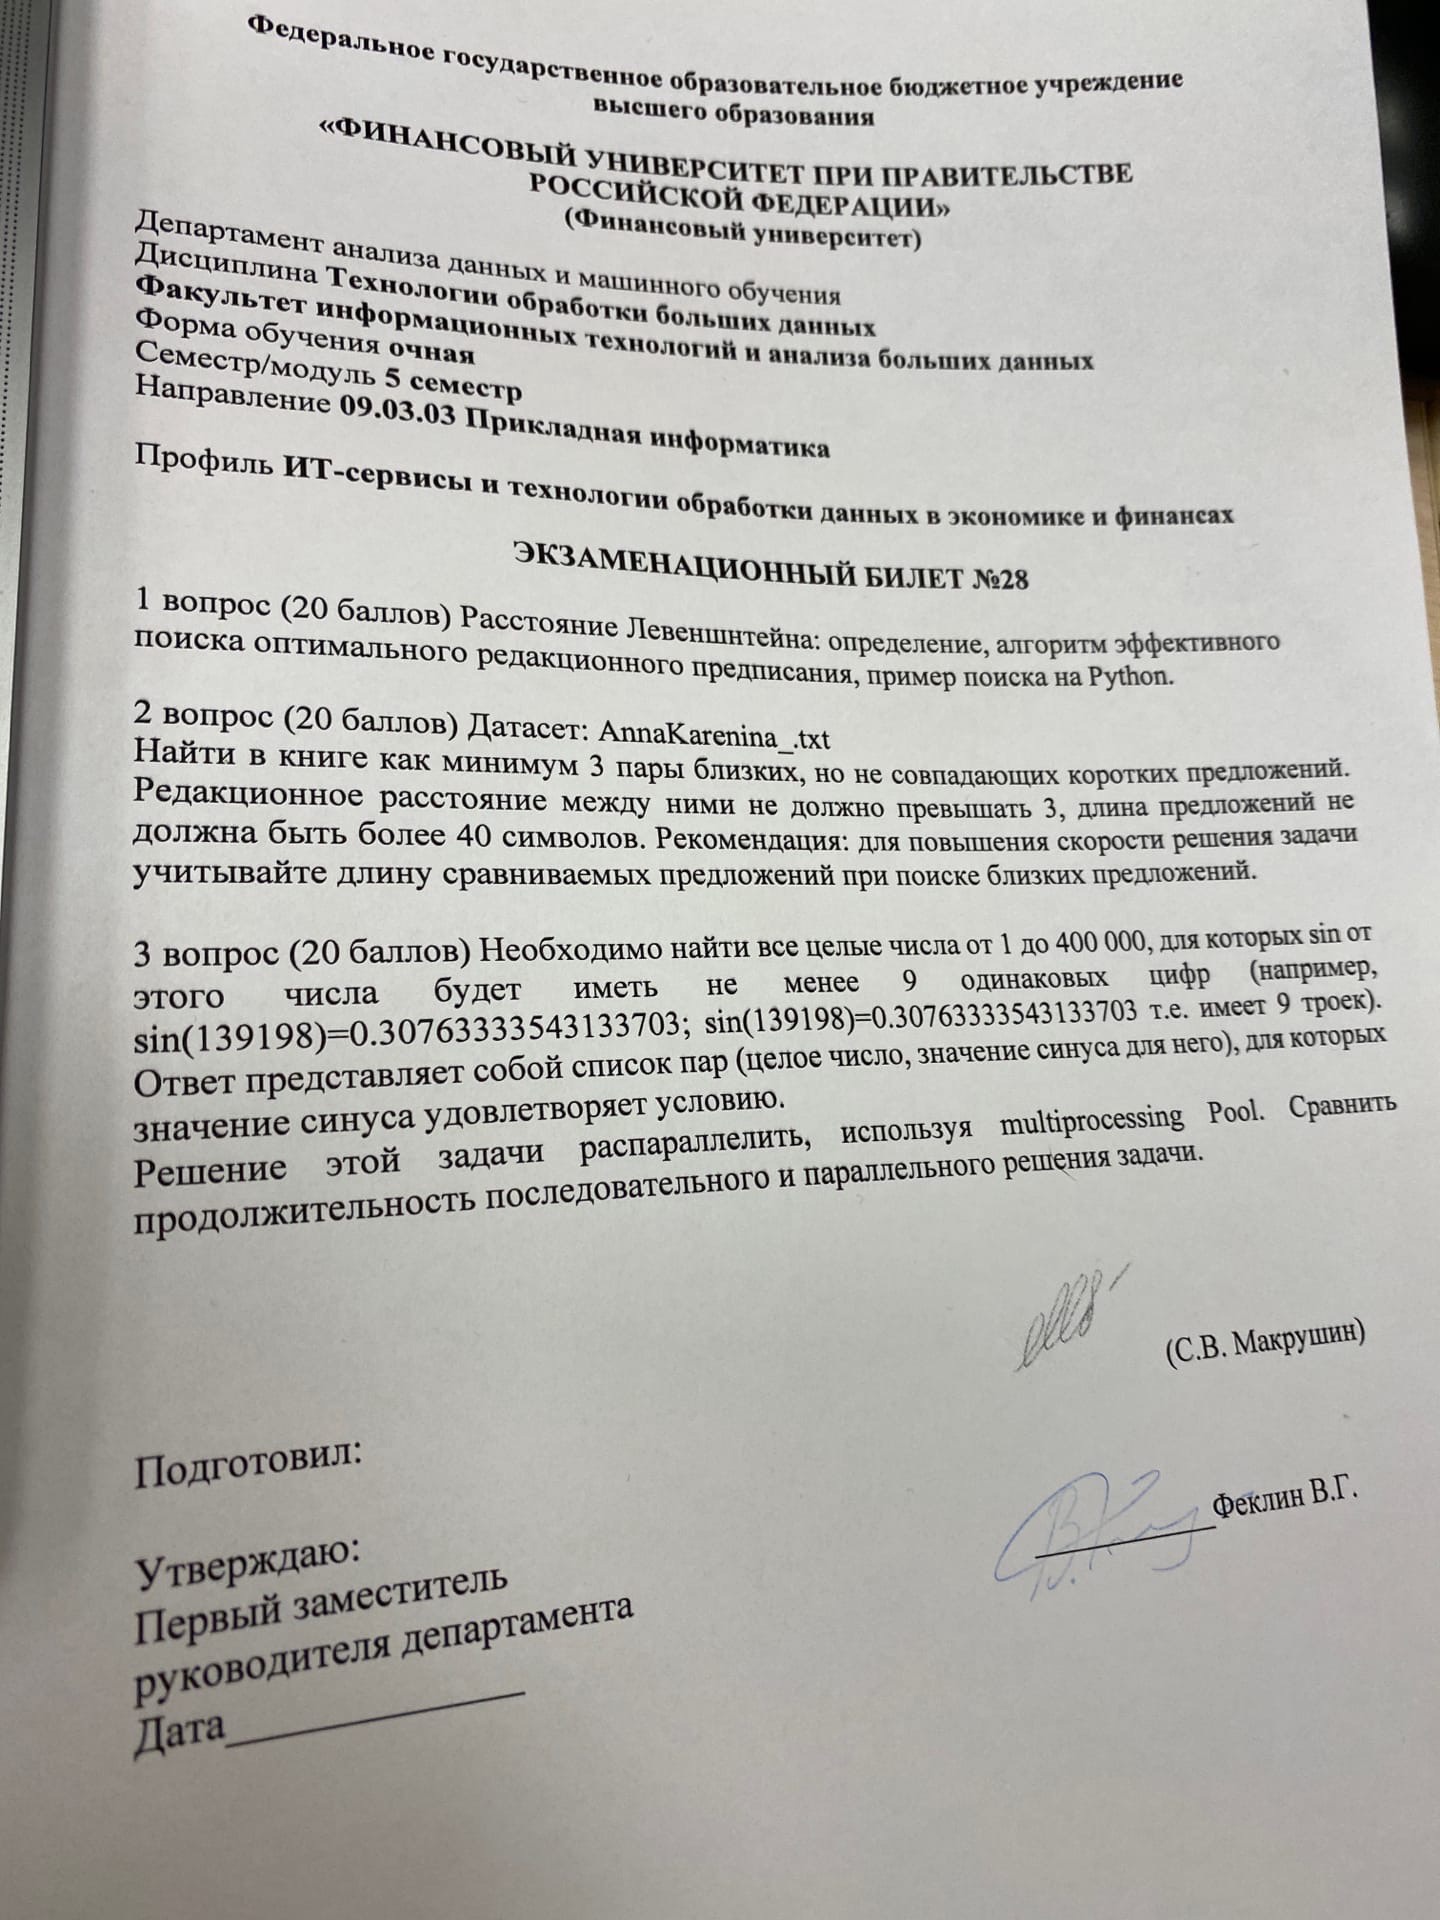 Федеральное государственное образовательное бюджетное учреждение
высшего образования
«ФИНАНСОВЫЙ УНИВЕРСИТЕТ ПРИ ПРАВИТЕЛЬСТВЕ
РОССИЙСКОЙ ФЕДЕРАЦИИ»
(Финансовый университет)
Департамент анализа данных и машинного обучения
Дисциплина Технологии обработки больших данных
Факультет информационных технологий и анализа больших данных
Форма обучения очная
Семестр/модуль 5 семестр
Направление 09.03.03 Прикладная информатика
Профиль ИТ-сервисы и технологии обработки данных в экономике и финансах
ЭКЗАМЕНАЦИОННЫЙ БИЛЕТ №28
1 вопрос (20 баллов) Расстояние Левеншнтейна: определение, алгоритм эффективного
поиска оптимального редакционного предписания, пример поиска на Python.
2 вопрос (20 баллов) Датасет: AnnaKarenina_.txt
Найти в книге как минимум 3 пары близких, но не совпадающих коротких предложений.
Редакционное расстояние между ними не должно превышать 3, длина предложений не
должна быть более 40 символов. Рекомендация: для повышения скорости решения задачи
учитывайте длину сравниваемых предложений при поиске близких предложений.
3 вопрос (20 баллов) Необходимо найти все целые числа от 1 до 400 000, для которых sin от
этого числа будет иметь не менее 9 одинаковых цифр (например,
sin(139198)=0.30763333543133703; sin(139198)=0.30763333543133703 т.е. имеет 9 троек).
Ответ представляет собой список пар (целое число, значение синуса для него), для которых
значение синуса удовлетворяет условию.
Решение этой задачи распараллелить, используя multiprocessing Pool. Сравнить
продолжительность последовательного и параллельного решения задачи.
(С.В. Макрушин)
Подготовил:
Феклин В.Г.
Утверждаю:
Первый заместитель
руководителя департамента
Дата